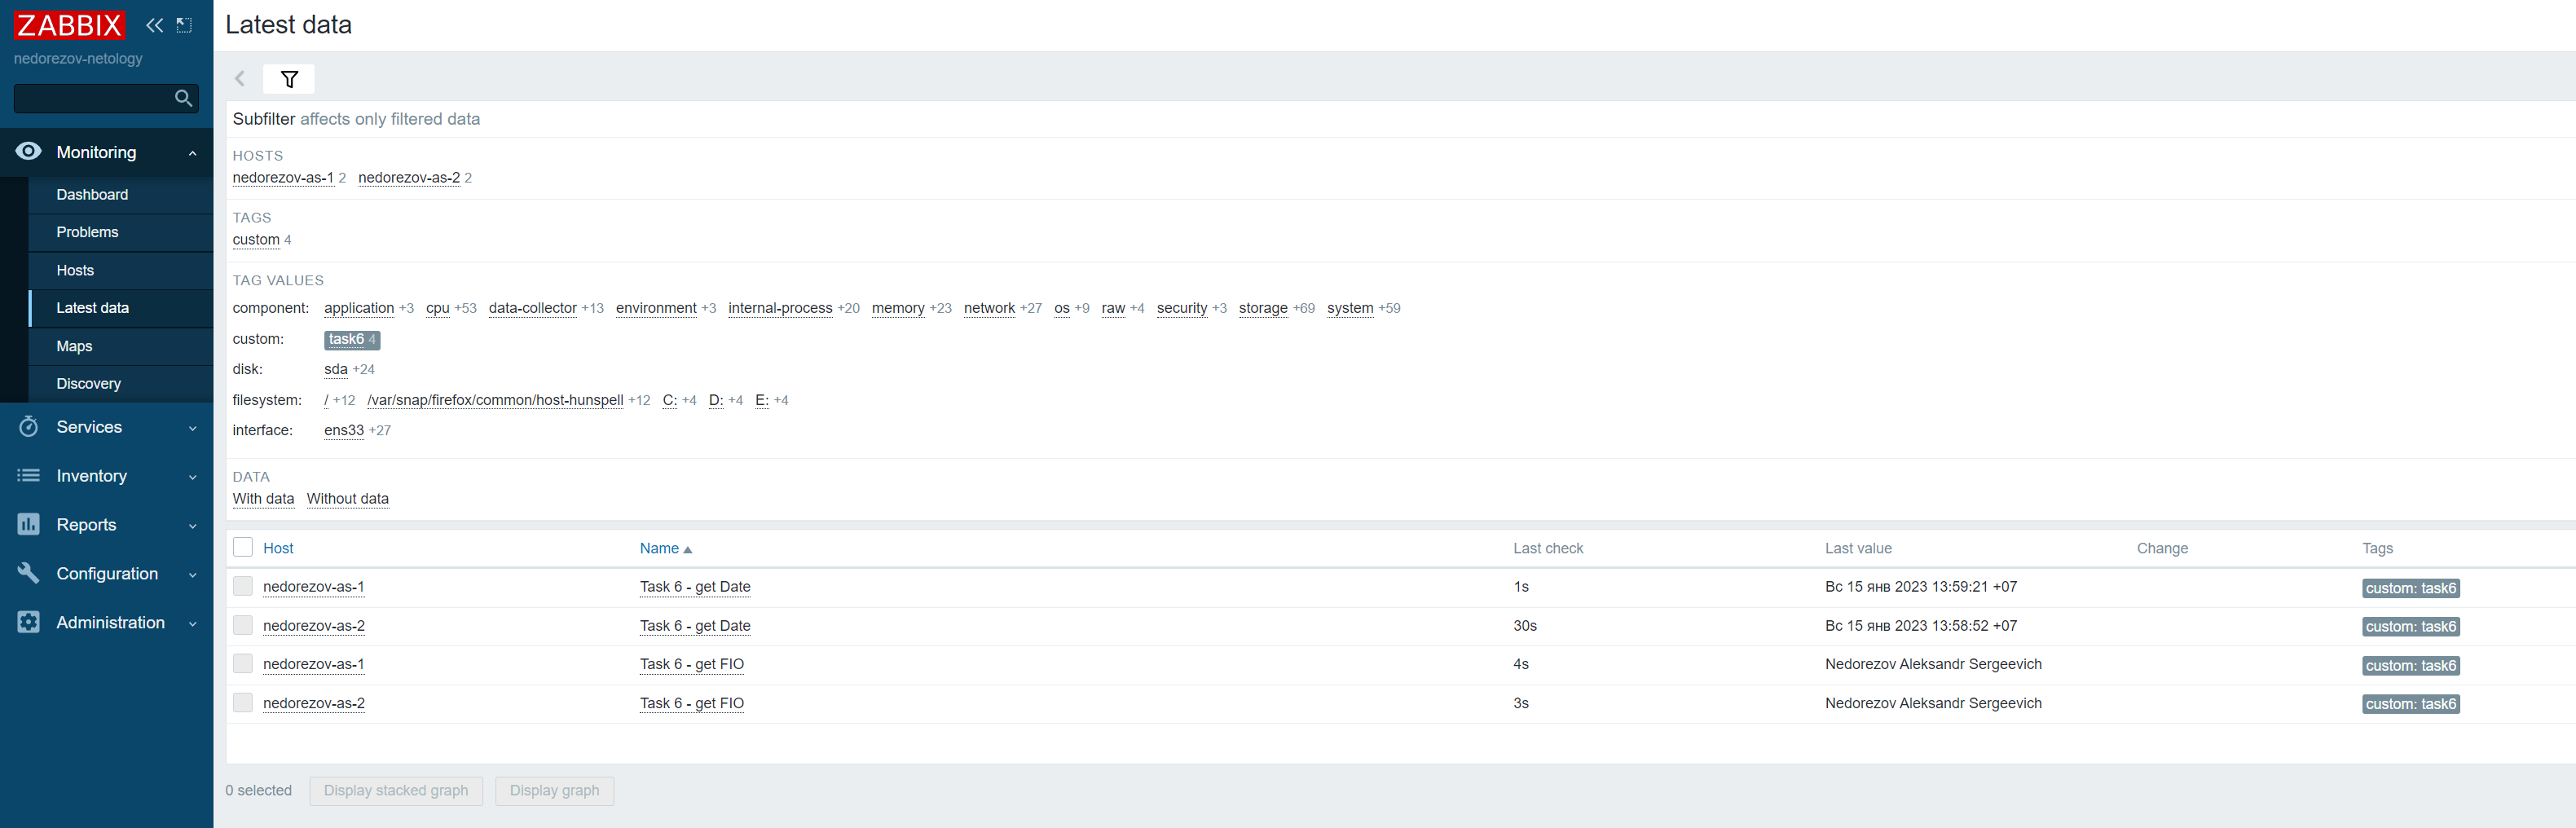 ZABBIX
nedorezov-netology
Monitoring
Dashboard
Problems
Hosts
Latest data
Maps
Discovery
Services
Inventory
Reports
Configuration
Administration
Latest data
Subfilter affects only filtered data
HOSTS
nedorezov-as-1 2 nedorezov-as-2 2
TAGS
custom 4
TAG VALUES
component: application +3 cpu +53 data-collector +13 environment +3 internal-process +20 memory +23 network +27 os +9 raw +4 security +3 storage +69 system +59
custom: task6 4
disk: sda +24
filesystem: / +12 /var/snap/firefox/common/host-hunspell +12 C: +4 D: +4 E: +4
interface: ens33 +27
DATA
With data Without data
Host Name Last check Last value Change Tags
nedorezov-as-1 Task 6 - get Date 1s Вс 15 янв 2023 13:59:21 +07 custom: task6
nedorezov-as-2 Task 6 - get Date 30s Вс 15 янв 2023 13:58:52 +07 custom: task6
nedorezov-as-1 Task 6 - get FIO 4s Nedorezov Aleksandr Sergeevich custom: task6
nedorezov-as-2 Task 6 - get FIO 3s Nedorezov Aleksandr Sergeevich custom: task6
0 selected Display stacked graph Display graph